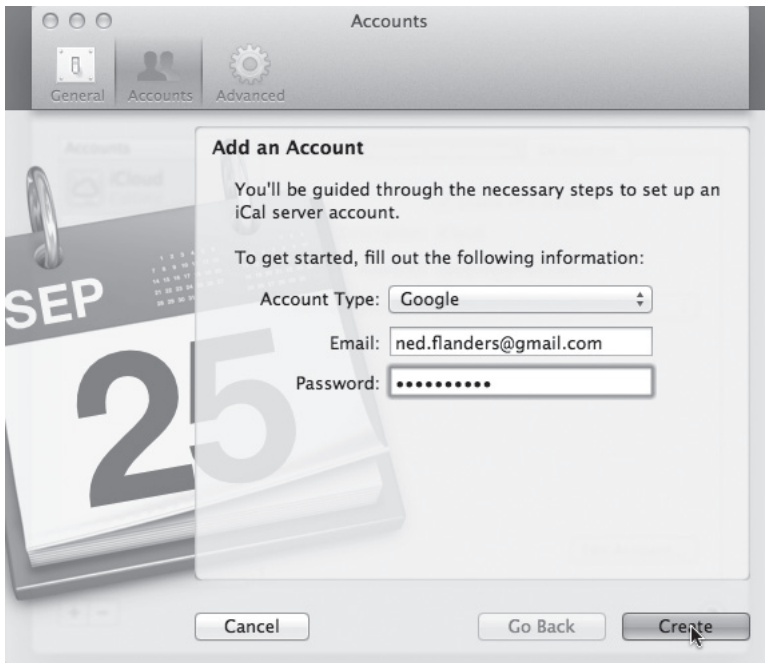 Accounts
General Accounts Advanced
Accounts
iCloud
Add an Account
You'll be guided through the necessary steps to set up an
iCal server account.
To get started, fill out the following information:
Account Type: Google
Email: ned.flanders@gmail.com
Password: ••••••••••
SEP
25
Cancel Go Back Create